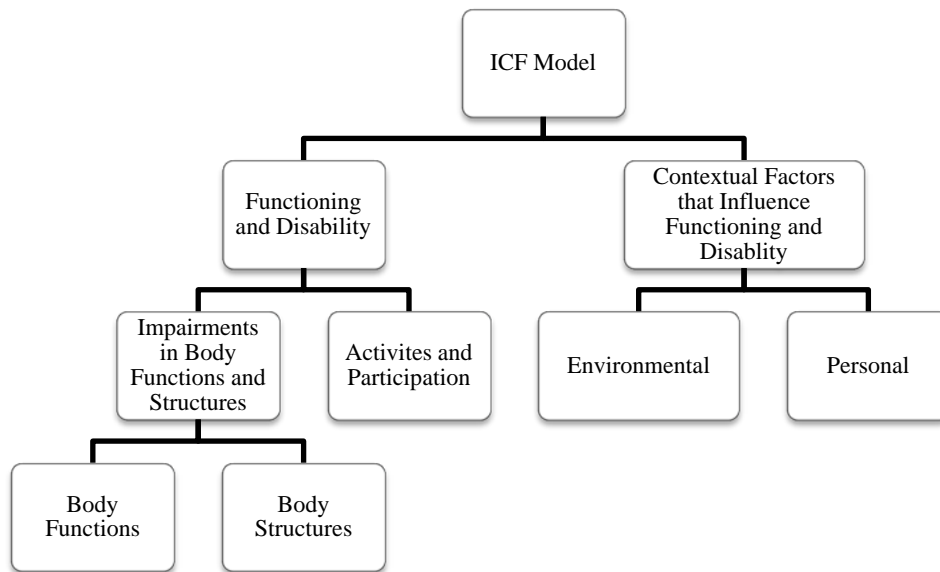 ICF Model
Functioning
and Disability
Contextual Factors
that Influence
Functioning and
Disablity
Impairments
in Body
Functions and
Structures
Activites and
Participation
Environmental
Personal
Body
Functions
Body
Structures